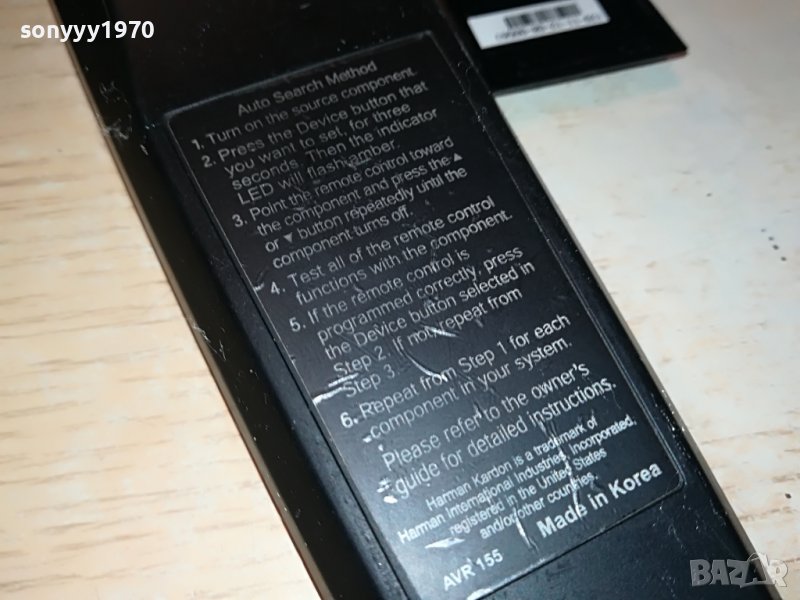 sonyyy1970
Auto Search Method
1. Turn on the source component.
2. Press the Device button that
you want to set, for three
seconds. Then the indicator
LED will flash amber.
3. Point the remote control toward
the component and press the ▲
or ▼ button repeatedly until the
component turns off.
4. Test all of the remote control
functions with the component.
5. If the remote control is
programmed correctly, press
the Device button selected in
Step 2. If not, repeat from
Step 3.
6. Repeat from Step 1 for each
component in your system.
Please refer to the owner's
guide for detailed instructions.
Harman Kardon is a trademark of
Harman International Industries, Incorporated,
registered in the United States
and/or other countries.
AVR 155 Made in Korea
BAZAR